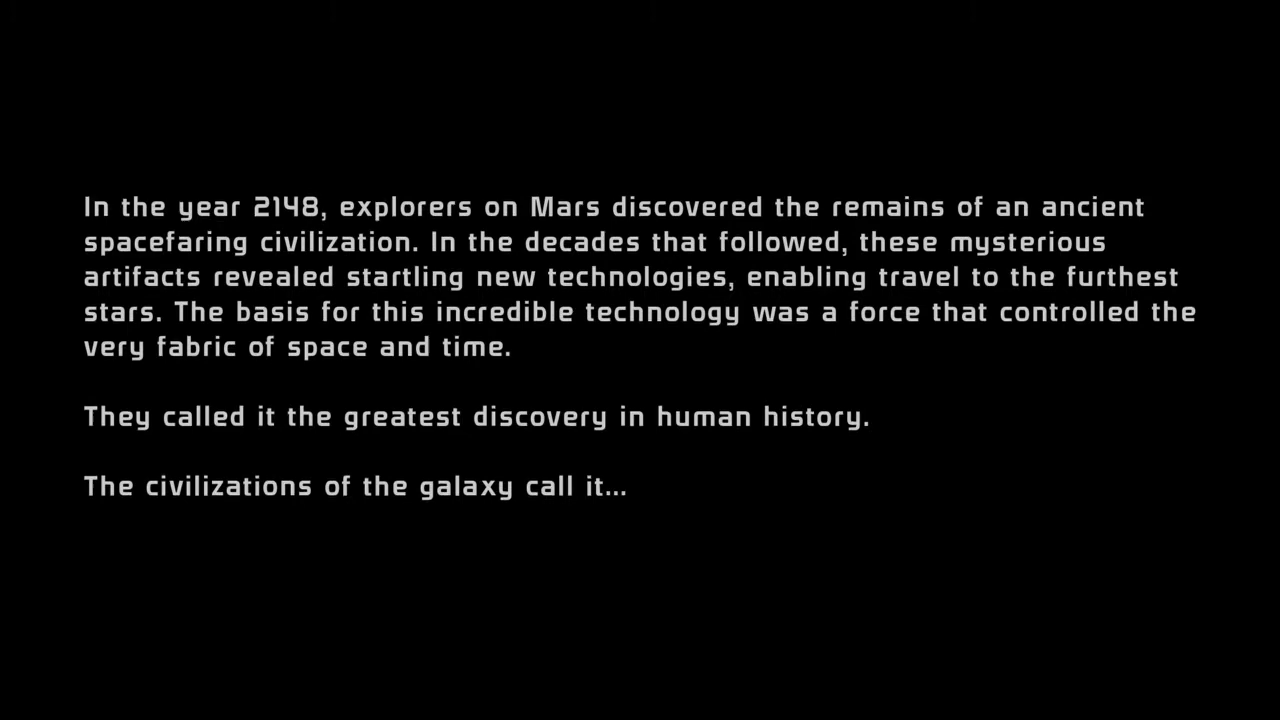 In the year 2148, explorers on Mars discovered the remains of an ancient
spacefaring civilization. In the decades that followed, these mysterious
artifacts revealed startling new technologies, enabling travel to the furthest
stars. The basis for this incredible technology was a force that controlled the
very fabric of space and time.
They called it the greatest discovery in human history.
The civilizations of the galaxy call it...